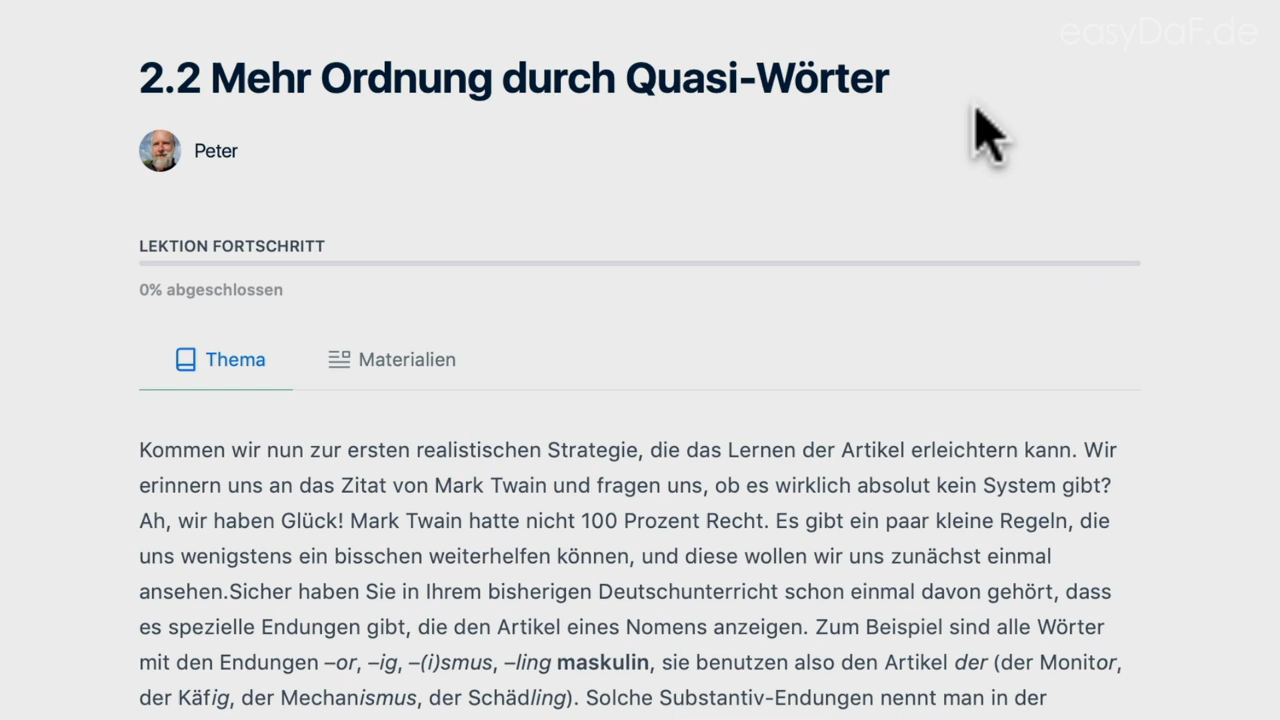 easyDaF.de
2.2 Mehr Ordnung durch Quasi-Wörter
Peter
LEKTION FORTSCHRITT
0% abgeschlossen
Thema
Materialien
Kommen wir nun zur ersten realistischen Strategie, die das Lernen der Artikel erleichtern kann. Wir
erinnern uns an das Zitat von Mark Twain und fragen uns, ob es wirklich absolut kein System gibt?
Ah, wir haben Glück! Mark Twain hatte nicht 100 Prozent Recht. Es gibt ein paar kleine Regeln, die
uns wenigstens ein bisschen weiterhelfen können, und diese wollen wir uns zunächst einmal
ansehen.Sicher haben Sie in Ihrem bisherigen Deutschunterricht schon einmal davon gehört, dass
es spezielle Endungen gibt, die den Artikel eines Nomens anzeigen. Zum Beispiel sind alle Wörter
mit den Endungen –or, –ig, –(i)smus, –ling maskulin, sie benutzen also den Artikel der (der Monitor,
der Käfig, der Mechanismus, der Schädling). Solche Substantiv-Endungen nennt man in der